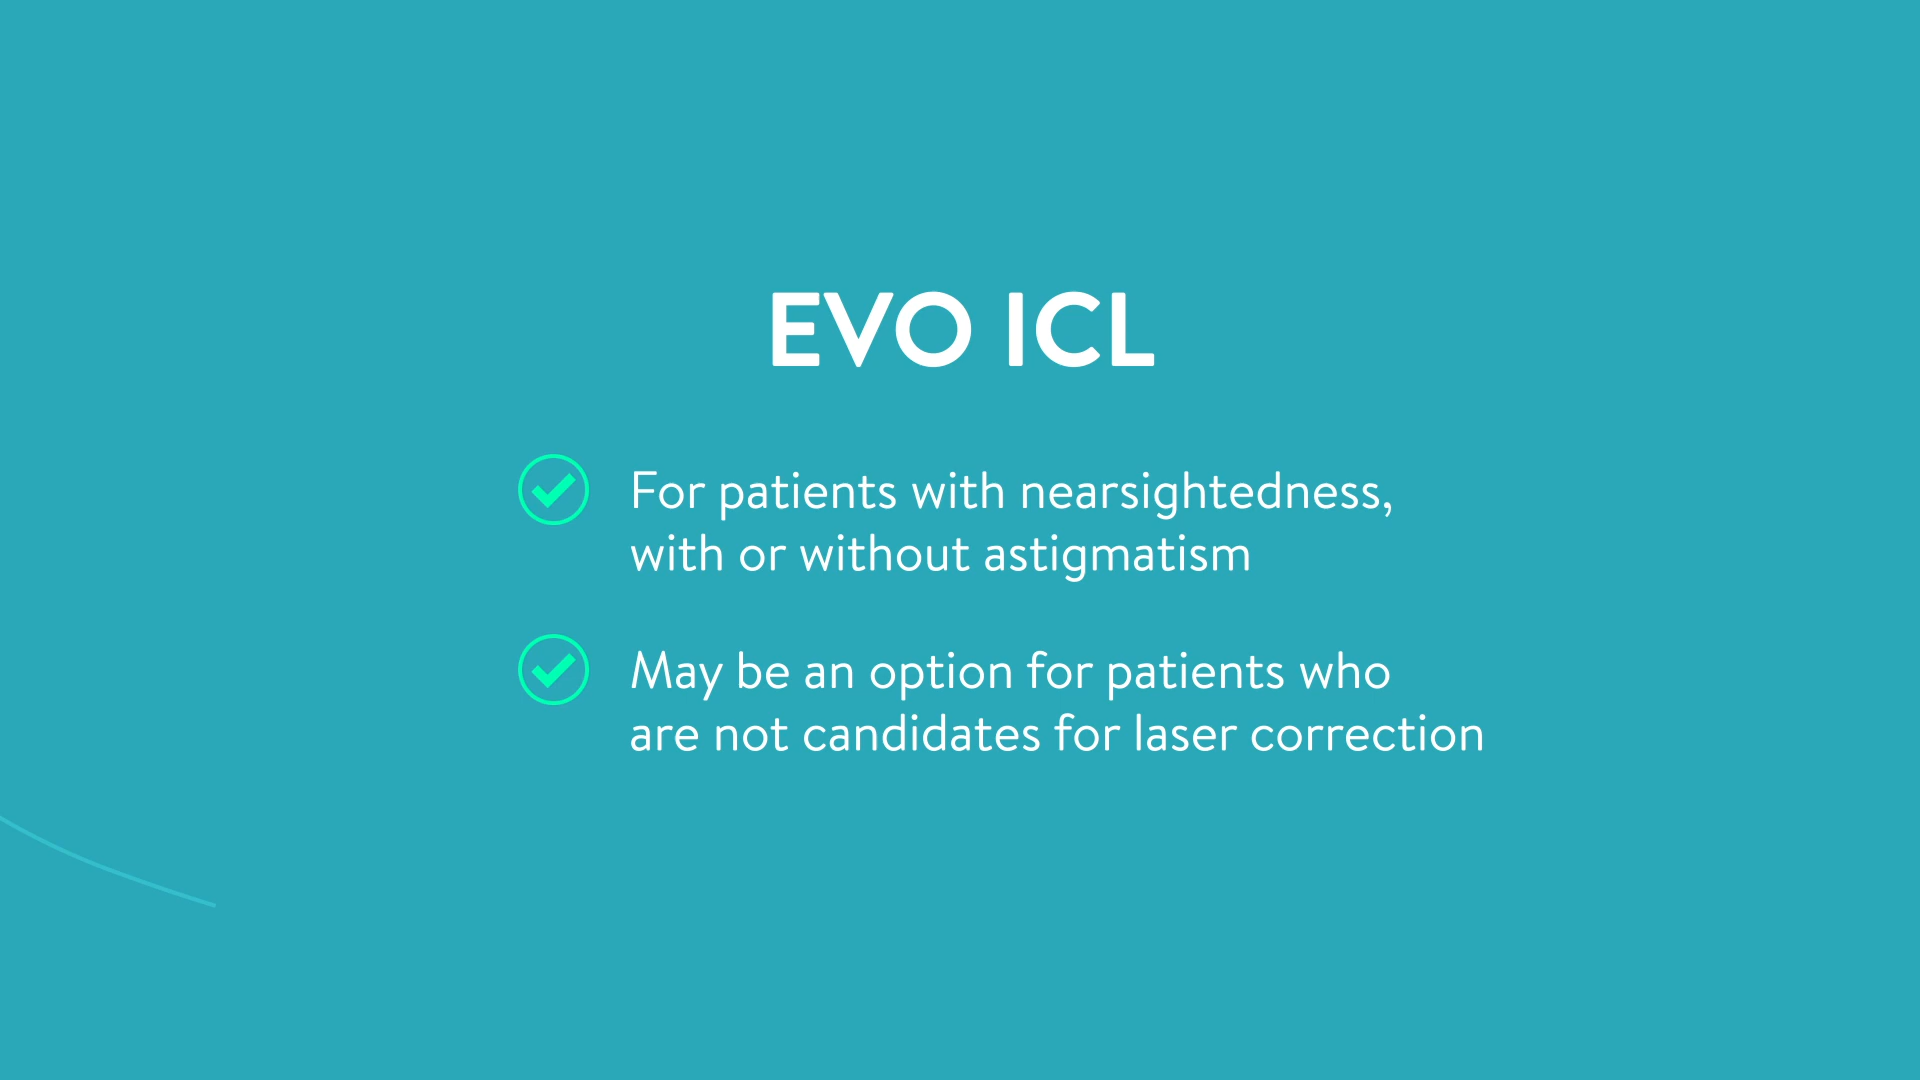 EVO ICL
For patients with nearsightedness,
with or without astigmatism
May be an option for patients who
are not candidates for laser correction